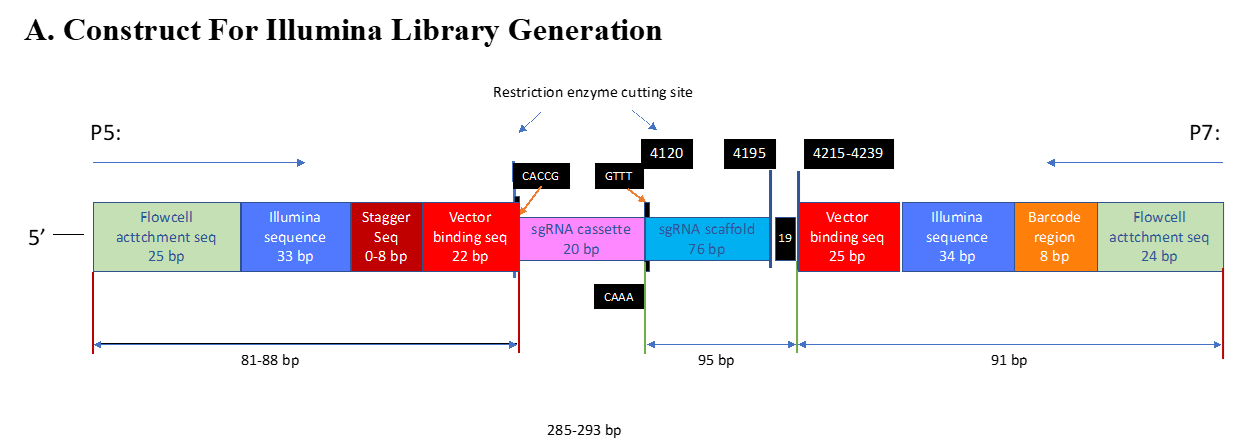 A. Construct For Illumina Library Generation
Restriction enzyme cutting site
P5:
P7:
4120
4195
4215-4239
CACCG
GTTT
5’
Flowcell
acttchment seq
25 bp
Illumina
sequence
33 bp
Stagger
Seq
0-8 bp
Vector
binding seq
22 bp
sgRNA cassette
20 bp
sgRNA scaffold
76 bp
19
Vector
binding seq
25 bp
Illumina
sequence
34 bp
Barcode
region
8 bp
Flowcell
acttchment seq
24 bp
CAAA
81-88 bp
95 bp
91 bp
285-293 bp